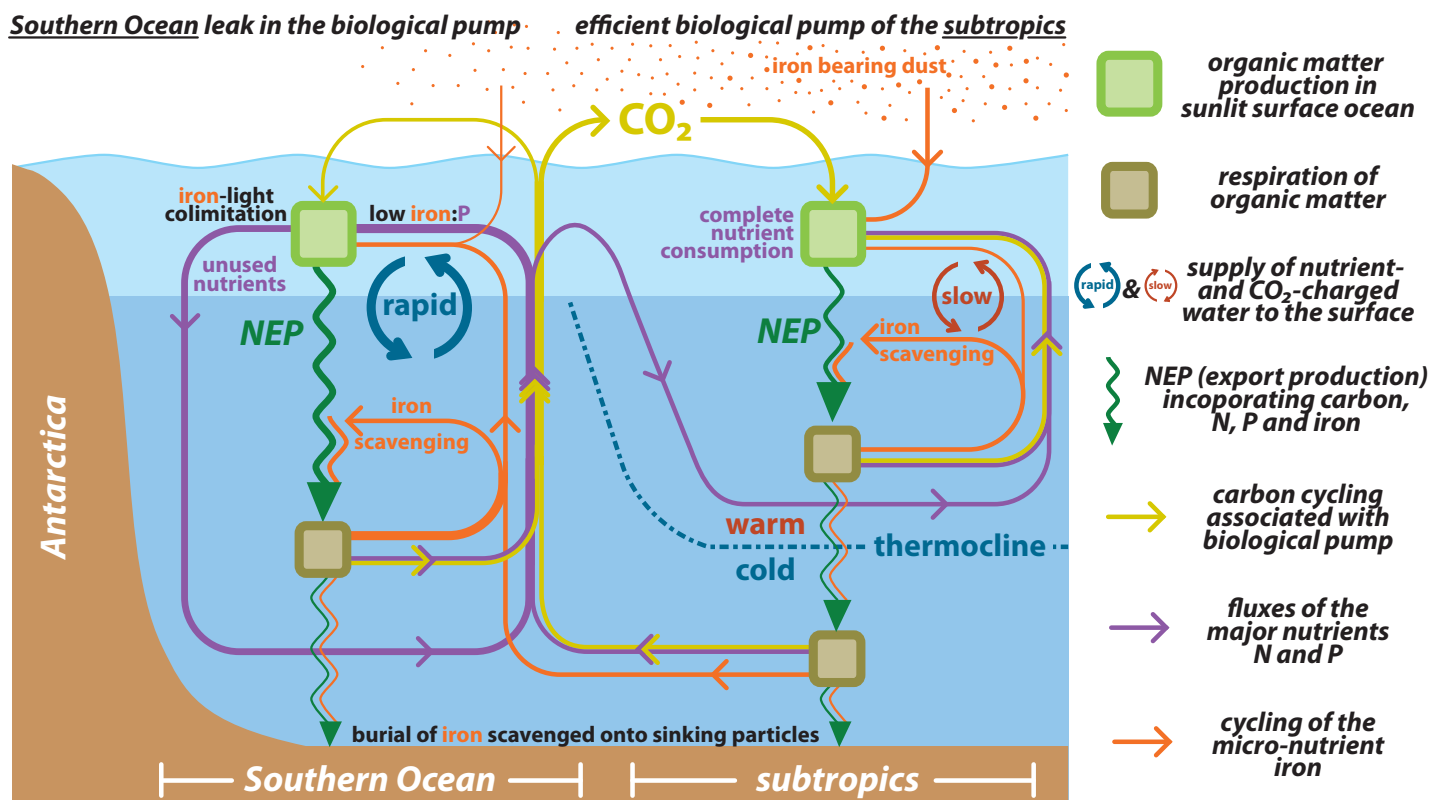 Southern Ocean leak in the biological pump
efficient biological pump of the subtropics
iron bearing dust
CO₂
iron-light
colimitation
low iron:P
unused
nutrients
rapid
NEP
iron
scavenging
complete
nutrient
consumption
slow
NEP
iron
scavenging
warm
cold
thermocline
Antarctica
burial of iron scavenged onto sinking particles
Southern Ocean
subtropics
organic matter
production in
sunlit surface ocean
respiration of
organic matter
rapid & slow
supply of nutrient-
and CO₂-charged
water to the surface
NEP (export production)
incoporating carbon,
N, P and iron
carbon cycling
associated with
biological pump
fluxes of the
major nutrients
N and P
cycling of the
micro-nutrient
iron